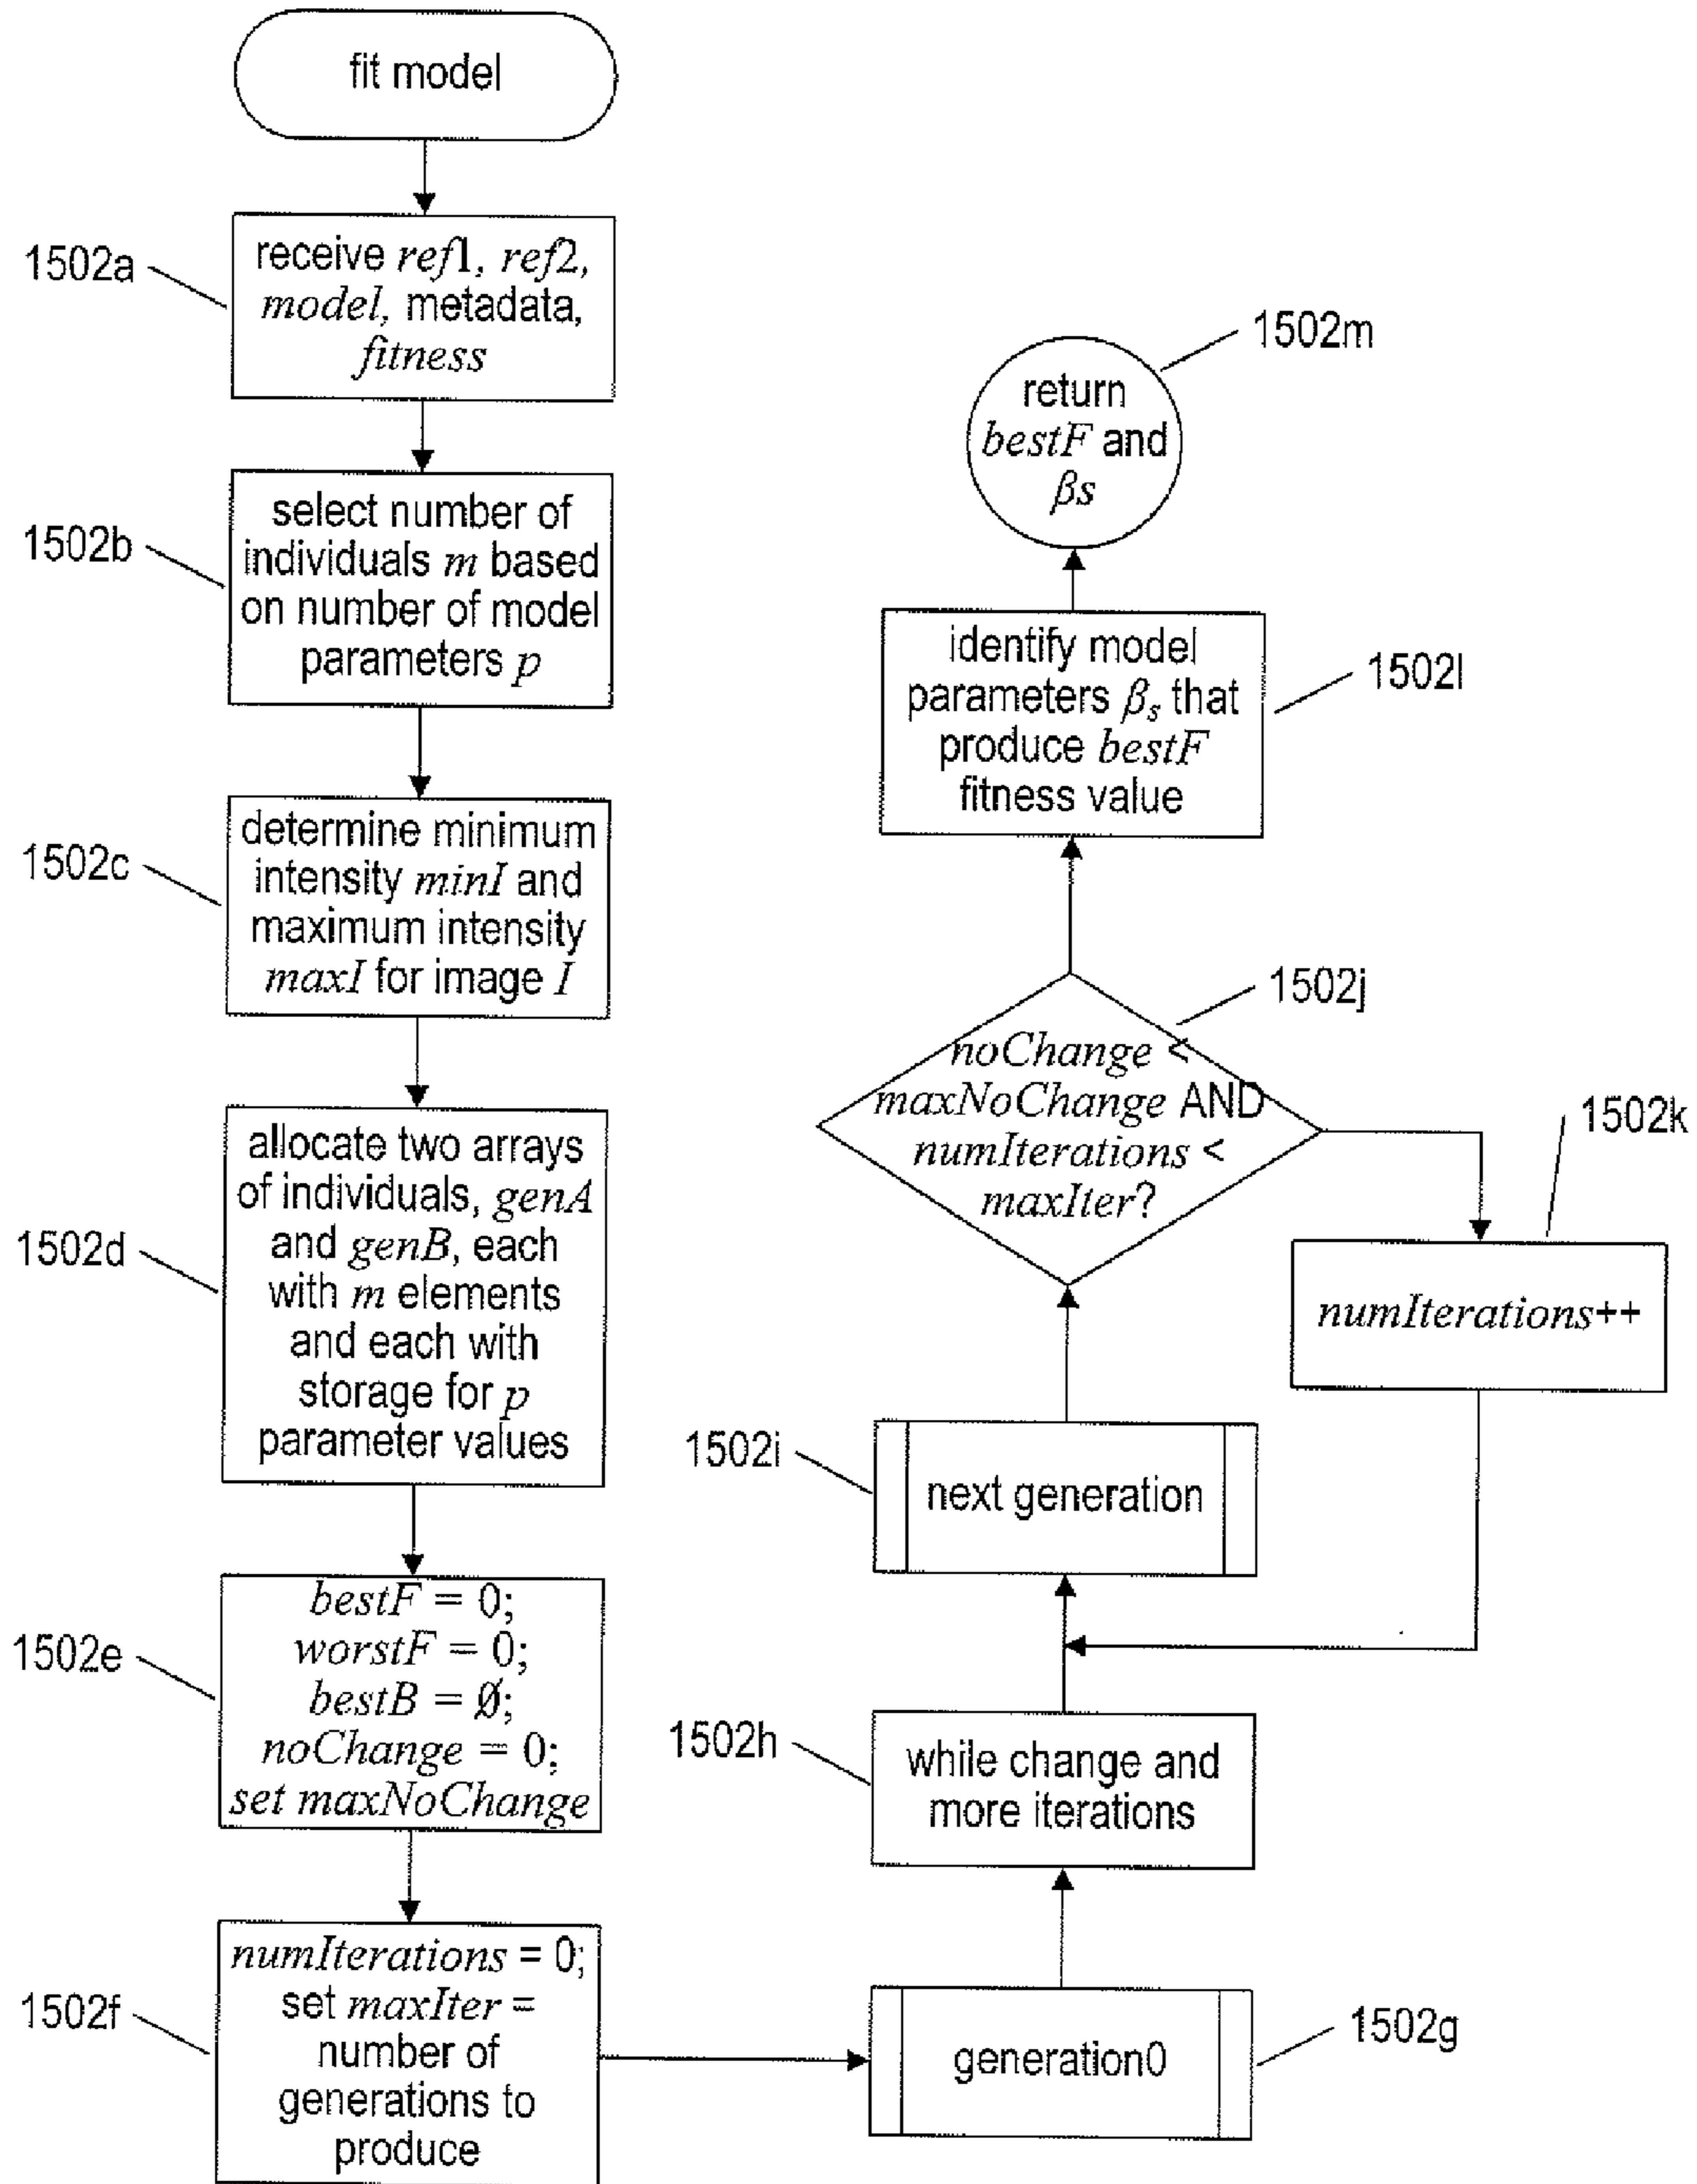 fit model
1502a
receive ref1, ref2,
model, metadata,
fitness
1502b
select number of
individuals m based
on number of model
parameters p
1502c
determine minimum
intensity minI and
maximum intensity
maxI for image I
1502d
allocate two arrays
of individuals, genA
and genB, each
with m elements
and each with
storage for p
parameter values
1502e
bestF = 0;
worstF = 0;
bestB = Ø;
noChange = 0;
set maxNoChange
1502f
numIterations = 0;
set maxIter =
number of
generations to
produce
1502g
generation0
1502h
while change and
more iterations
1502i
next generation
1502j
noChange <
maxNoChange AND
numIterations <
maxIter?
1502k
numIterations++
1502l
identify model
parameters βs that
produce bestF
fitness value
1502m
return
bestF and
βs